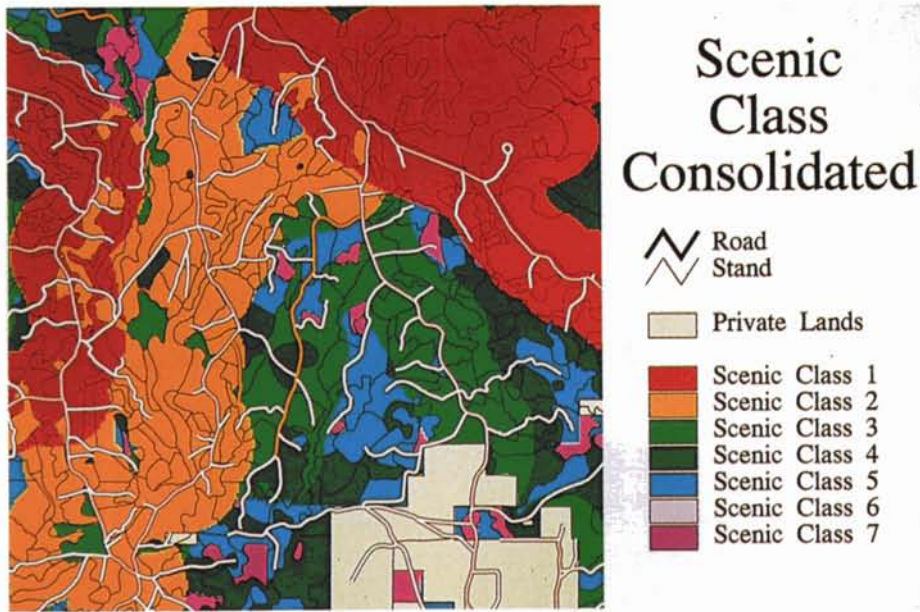 Scenic
Class
Consolidated
Road
Stand
Private Lands
Scenic Class 1
Scenic Class 2
Scenic Class 3
Scenic Class 4
Scenic Class 5
Scenic Class 6
Scenic Class 7